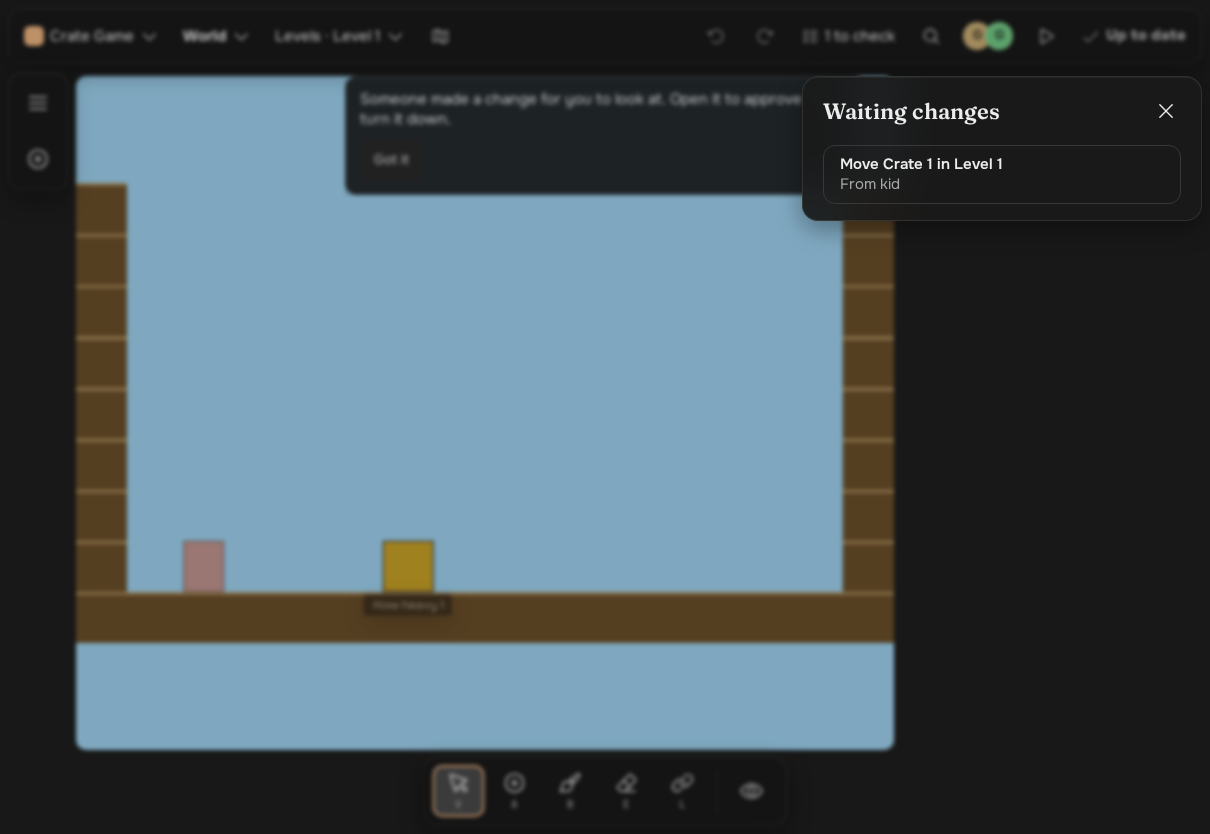 Crate Game
World
Levels · Level 1
1 to check
Up to date
Someone made a change for you to look at. Open it to approve
turn it down.
Got it
Waiting changes
Move Crate 1 in Level 1
From kid
V
A
B
E
L